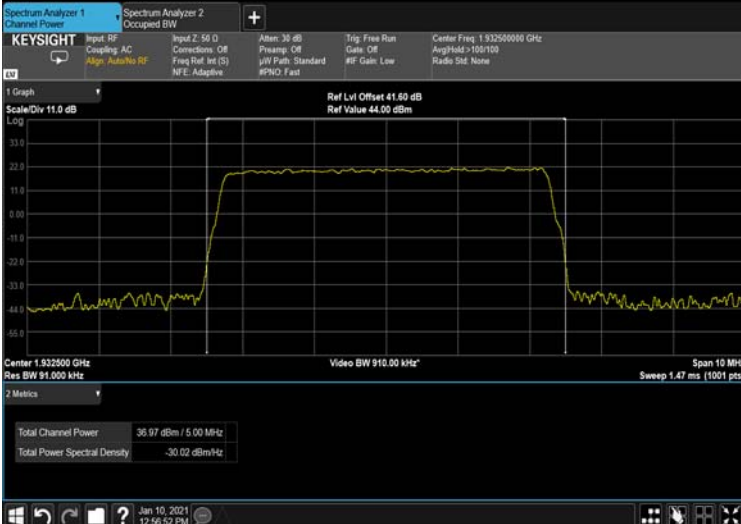 Spectrum Analyzer 1
Channel Power
Spectrum Analyzer 2
Occupied BW
+
KEYSIGHT
Input: RF
Coupling: AC
Align: Auto/No RF
Input Z: 50 Ω
Corrections: Off
Freq Ref: Int (S)
NFE: Adaptive
Atten: 30 dB
Preamp: Off
µW Path: Standard
#PNO: Fast
Trig: Free Run
Gate: Off
#IF Gain: Low
Center Freq: 1.932500000 GHz
Avg|Hold:>100/100
Radio Std: None
1 Graph
Scale/Div 11.0 dB
Ref Lvl Offset 41.60 dB
Ref Value 44.00 dBm
Log
33.0
22.0
11.0
0.00
-11.0
-22.0
-33.0
-44.0
-55.0
Center 1.932500 GHz
Res BW 91.000 kHz
Video BW 910.00 kHz*
Span 10 MH
Sweep 1.47 ms (1001 pts
2 Metrics
Total Channel Power 36.97 dBm / 5.00 MHz
Total Power Spectral Density -30.02 dBm/Hz
?
Jan 10, 2021
12:56:52 PM